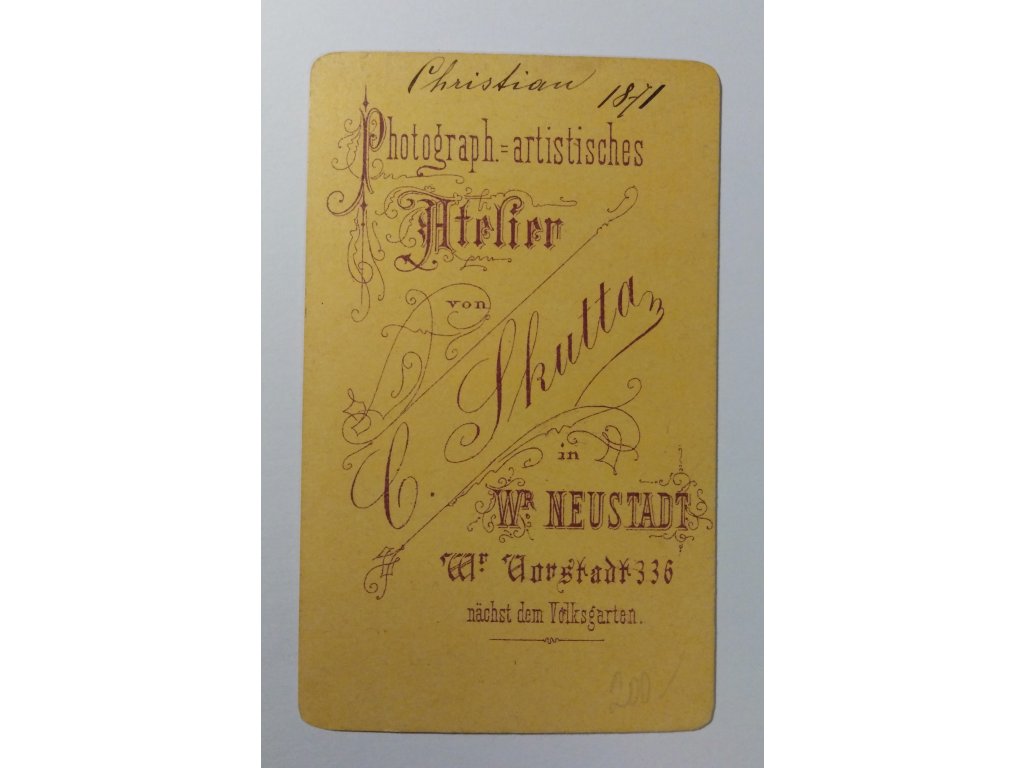 Christian 1871
Photograph.=artistisches
Atelier
von
C. Skutta
in
Wr. NEUSTADT
Wr. Vorstadt 336
nächst dem Volksgarten.
200